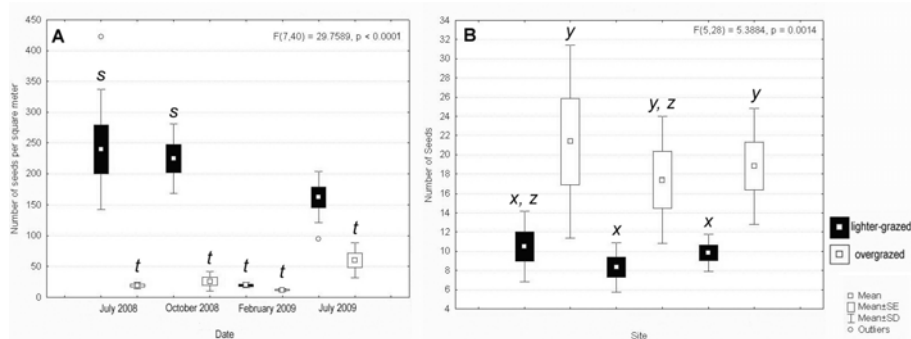 A
F(7,40) = 29.7589, p < 0.0001
Number of seeds per square meter
450
400
350
300
250
200
150
100
50
0
s
t
s
t
t
t
t
July 2008
October 2008
February 2009
July 2009
Date
B
F(5,28) = 5.3884, p = 0.0014
Number of Seeds
34
32
30
28
26
24
22
20
18
16
14
12
10
8
6
4
x, z
y
x
y, z
x
y
Site
lighter-grazed
overgrazed
Mean
Mean±SE
Mean±SD
Outliers